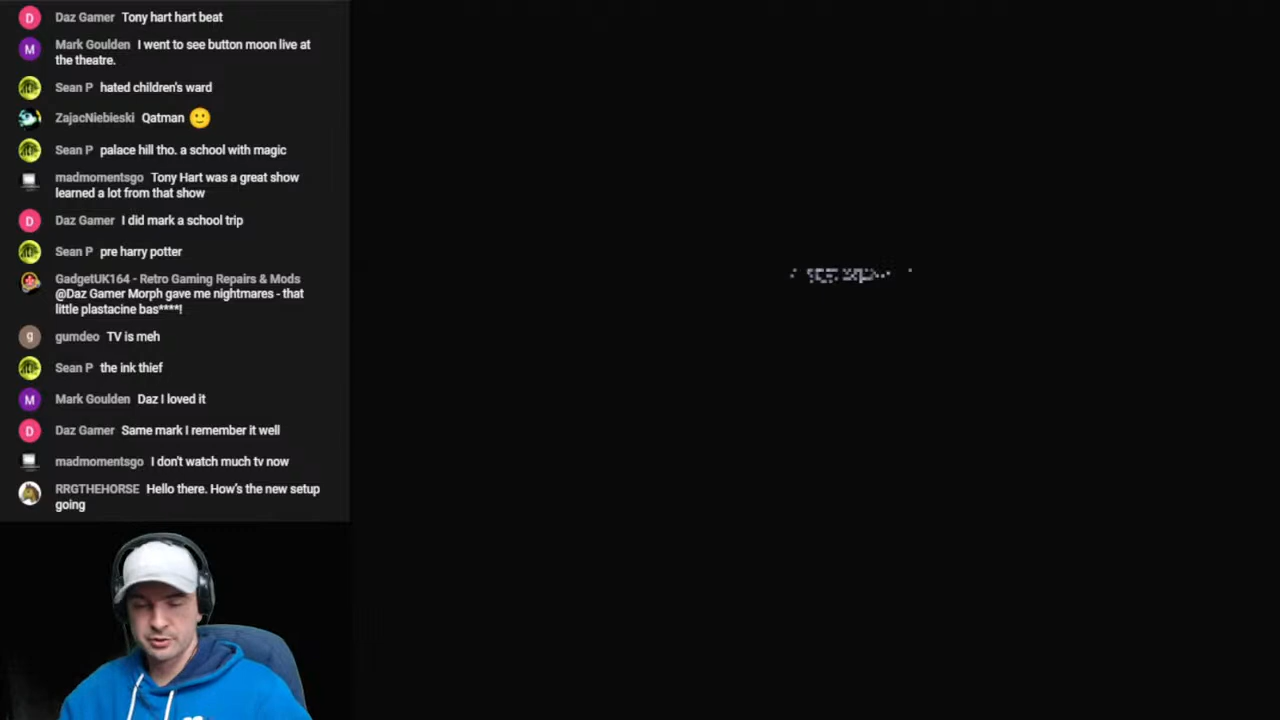 D Daz Gamer Tony hart hart beat
M Mark Goulden I went to see button moon live at
the theatre.
Sean P hated children's ward
ZajacNiebieski Qatman 🙂
Sean P palace hill tho. a school with magic
madmomentsgo Tony Hart was a great show
learned a lot from that show
D Daz Gamer I did mark a school trip
Sean P pre harry potter
GadgetUK164 - Retro Gaming Repairs & Mods
@Daz Gamer Morph gave me nightmares - that
little plastacine bas****!
g gumdeo TV is meh
Sean P the ink thief
M Mark Goulden Daz I loved it
D Daz Gamer Same mark I remember it well
madmomentsgo I don't watch much tv now
RRGTHEHORSE Hello there. How's the new setup
going